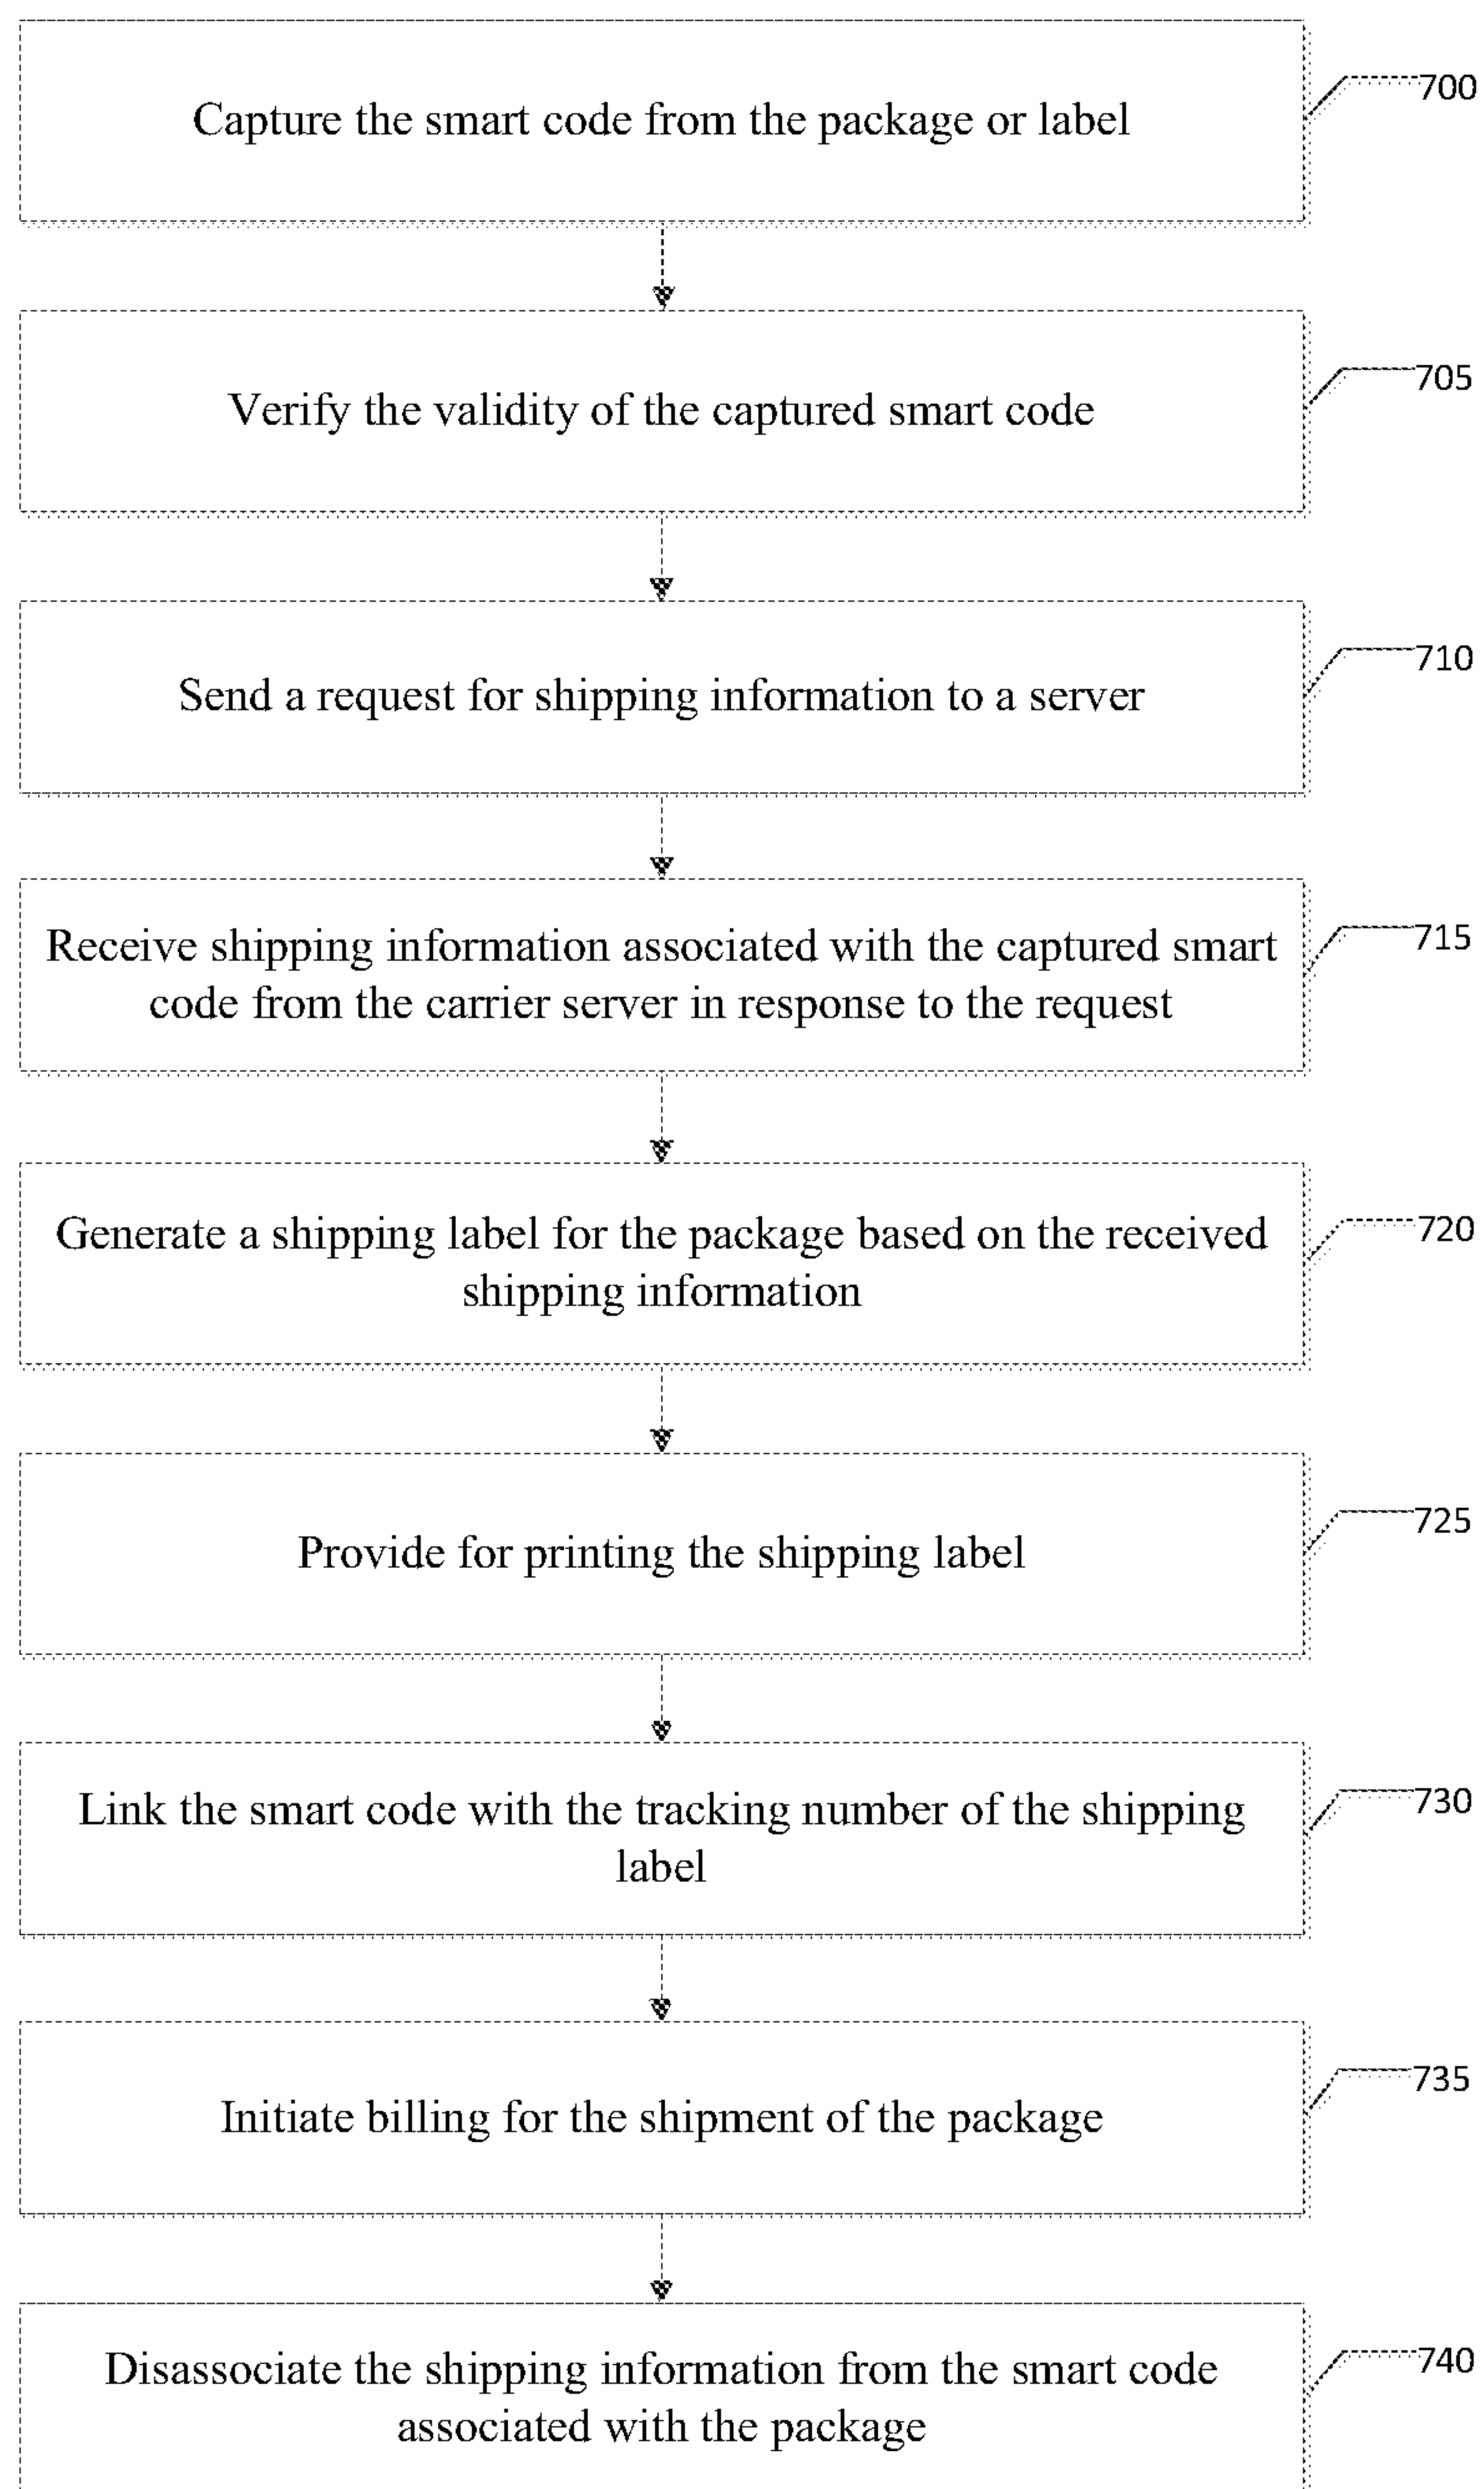 Capture the smart code from the package or label
700
Verify the validity of the captured smart code
705
Send a request for shipping information to a server
710
Receive shipping information associated with the captured smart
code from the carrier server in response to the request
715
Generate a shipping label for the package based on the received
shipping information
720
Provide for printing the shipping label
725
Link the smart code with the tracking number of the shipping
label
730
Initiate billing for the shipment of the package
735
Disassociate the shipping information from the smart code
associated with the package
740